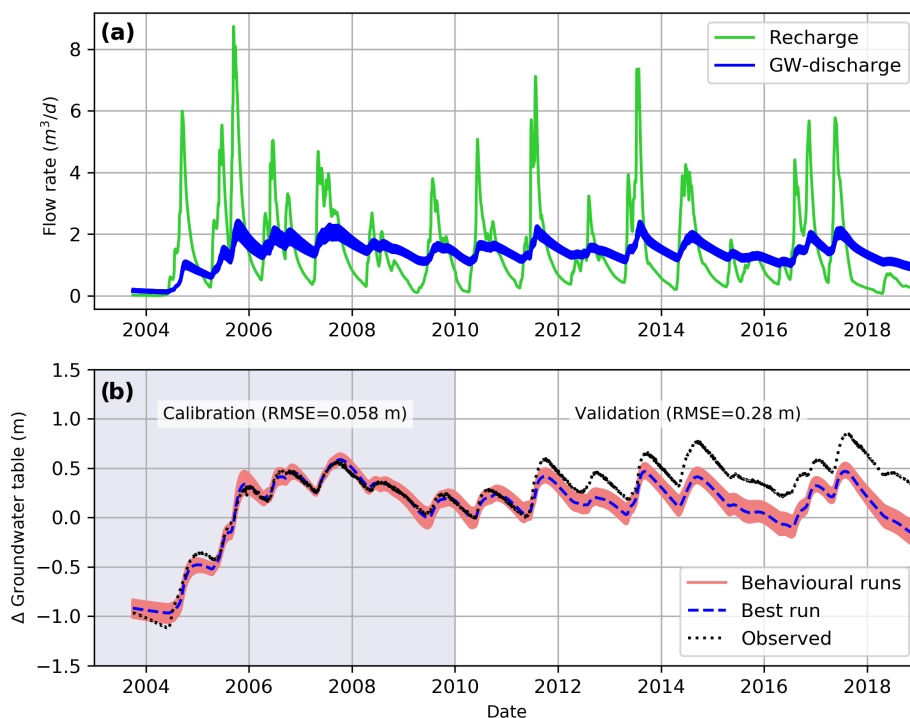 (a)
Recharge
GW-discharge
Flow rate (m³/d)
8
6
4
2
0
2004 2006 2008 2010 2012 2014 2016 2018
(b)
Calibration (RMSE=0.058 m)
Validation (RMSE=0.28 m)
Δ Groundwater table (m)
1.5
1.0
0.5
0.0
−0.5
−1.0
−1.5
Behavioural runs
Best run
Observed
2004 2006 2008 2010 2012 2014 2016 2018
Date